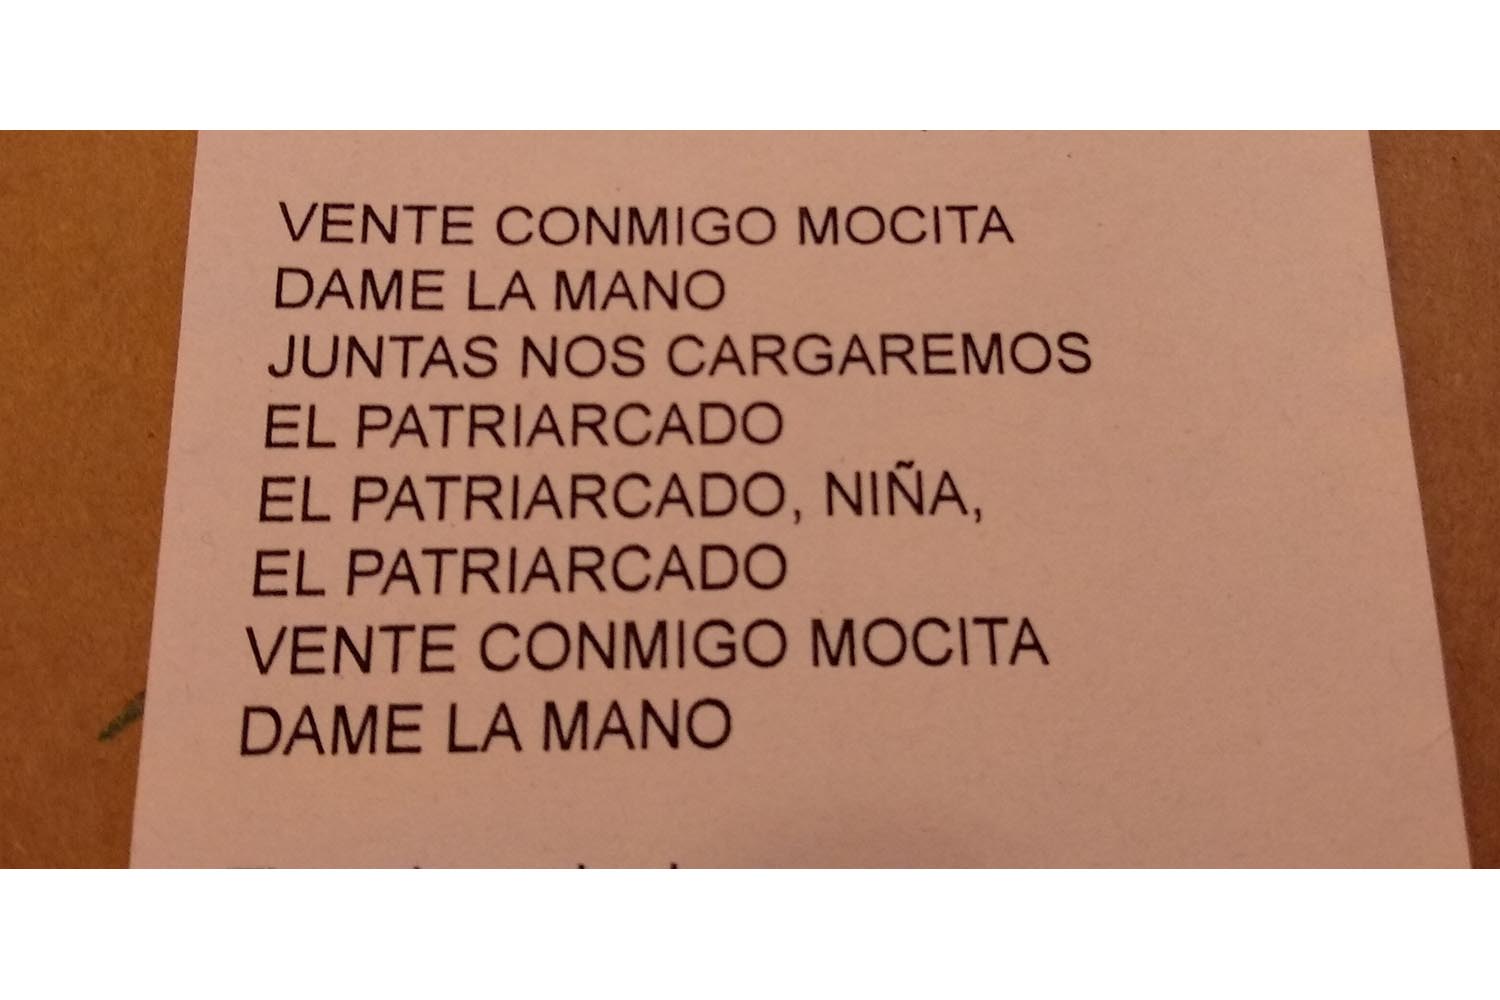 VENTE CONMIGO MOCITA
DAME LA MANO
JUNTAS NOS CARGAREMOS
EL PATRIARCADO
EL PATRIARCADO, NIÑA,
EL PATRIARCADO
VENTE CONMIGO MOCITA
DAME LA MANO